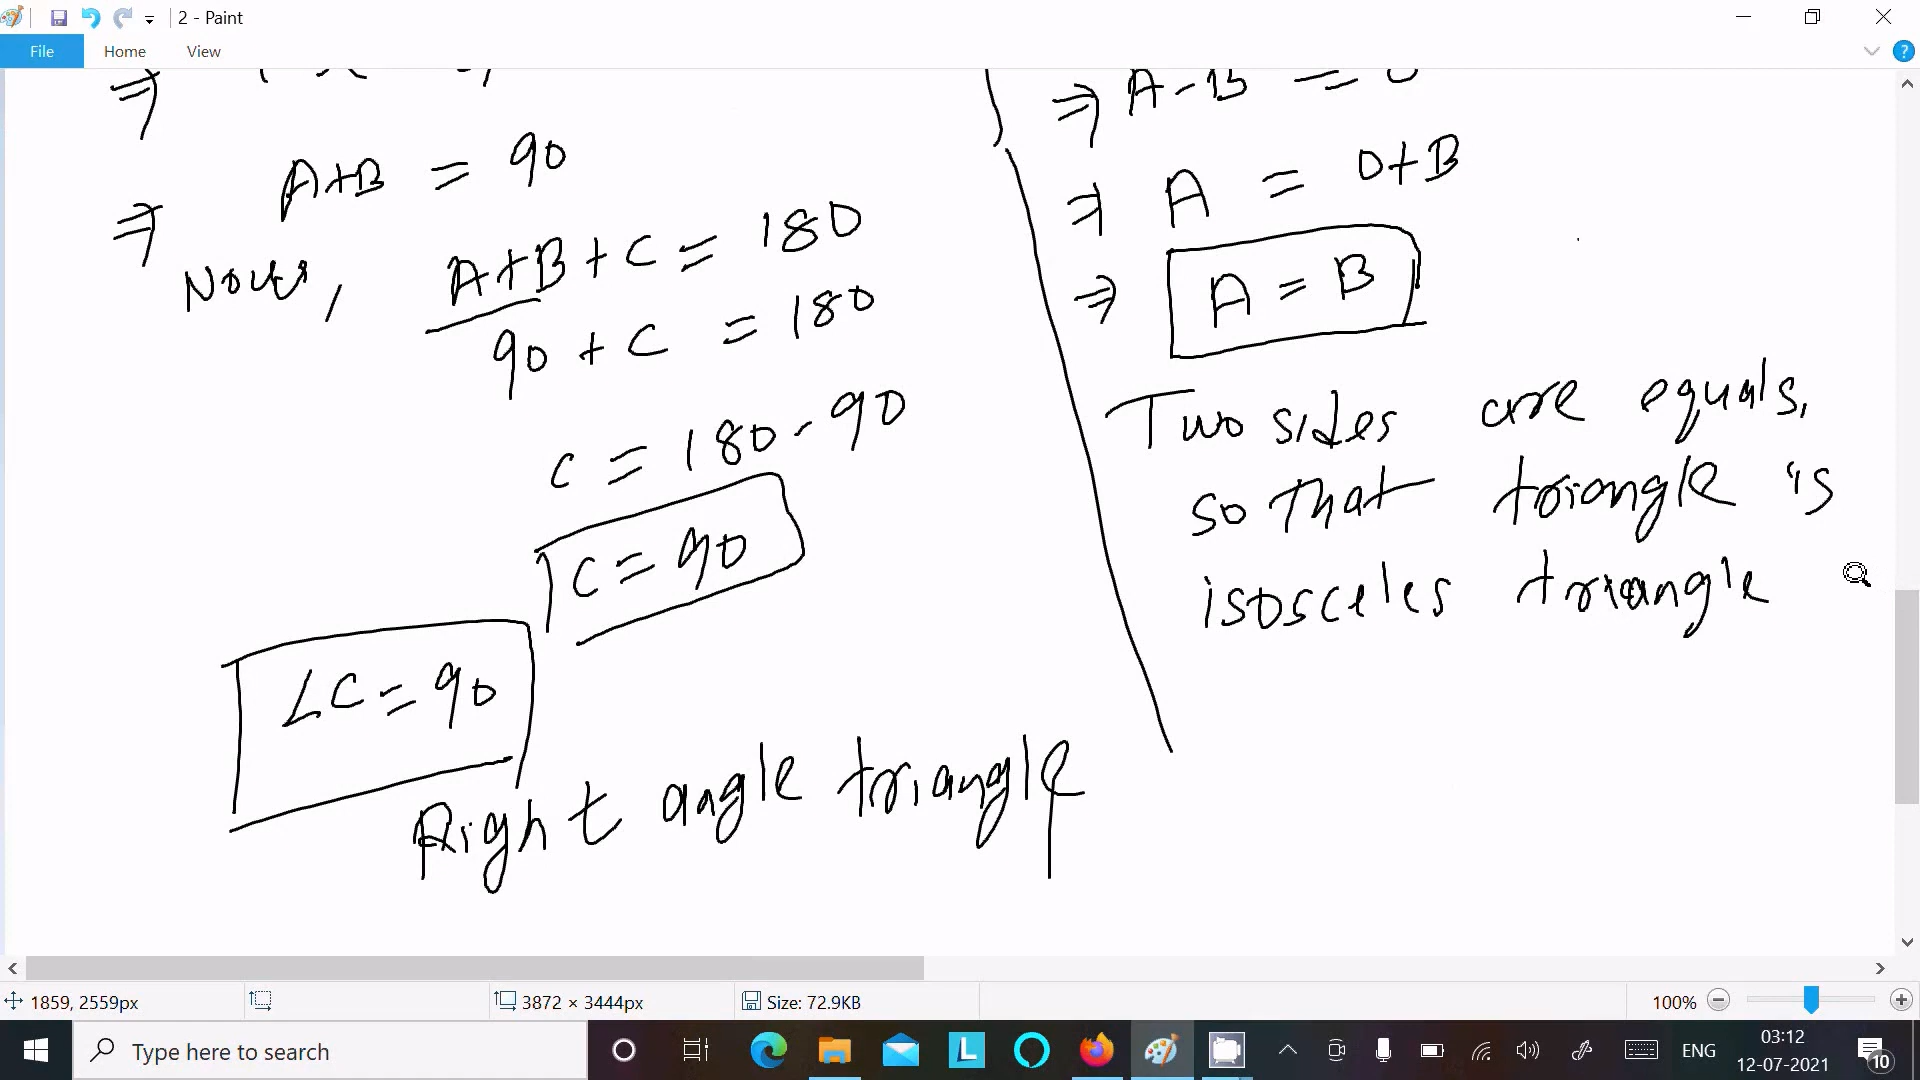 2 - Paint
File Home View
⇒
A+B = 90
⇒
Now, A+B+C = 180
90 + C = 180
C = 180 - 90
C = 90
∠C = 90
Right angle triangle
⇒ A - B = 0
⇒ A = 0+B
⇒ A = B
Two sides are equals,
so that triangle is
isosceles triangle
1859, 2559px 3872 × 3444px Size: 72.9KB 100%
Type here to search
L
ENG
03:12
12-07-2021
10